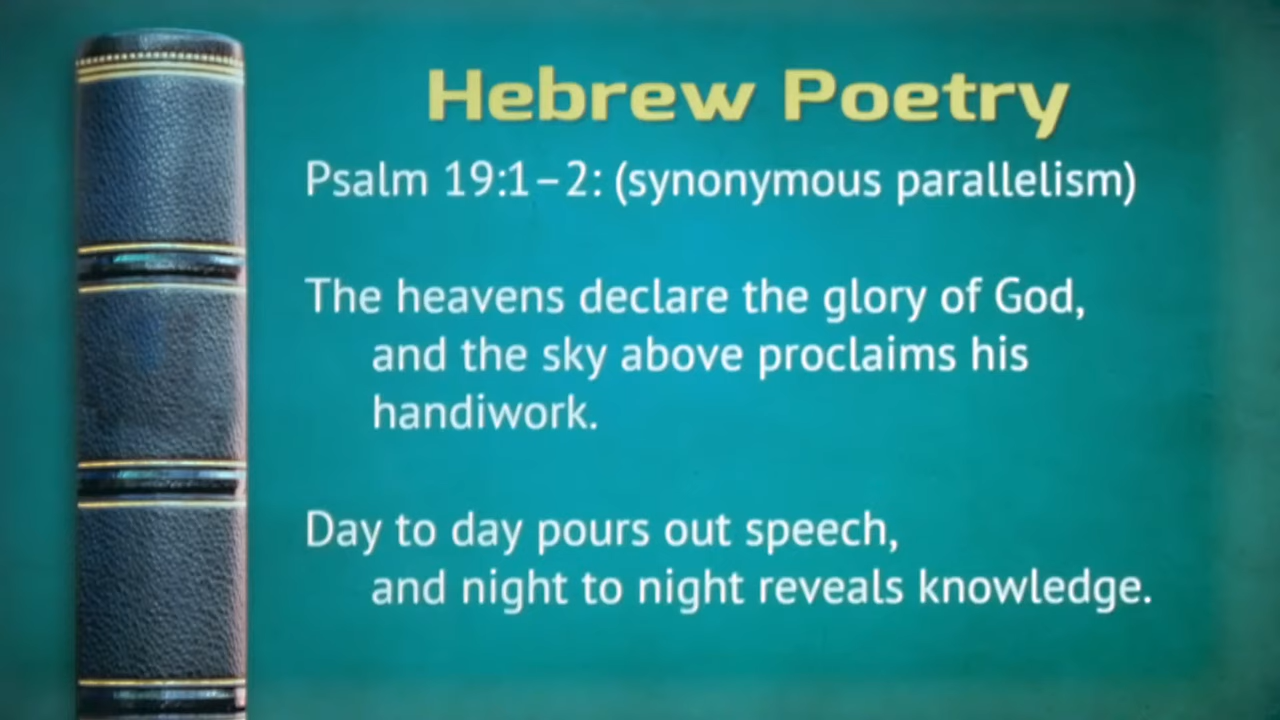 Hebrew Poetry
Psalm 19:1–2: (synonymous parallelism)
The heavens declare the glory of God,
and the sky above proclaims his
handiwork.
Day to day pours out speech,
and night to night reveals knowledge.